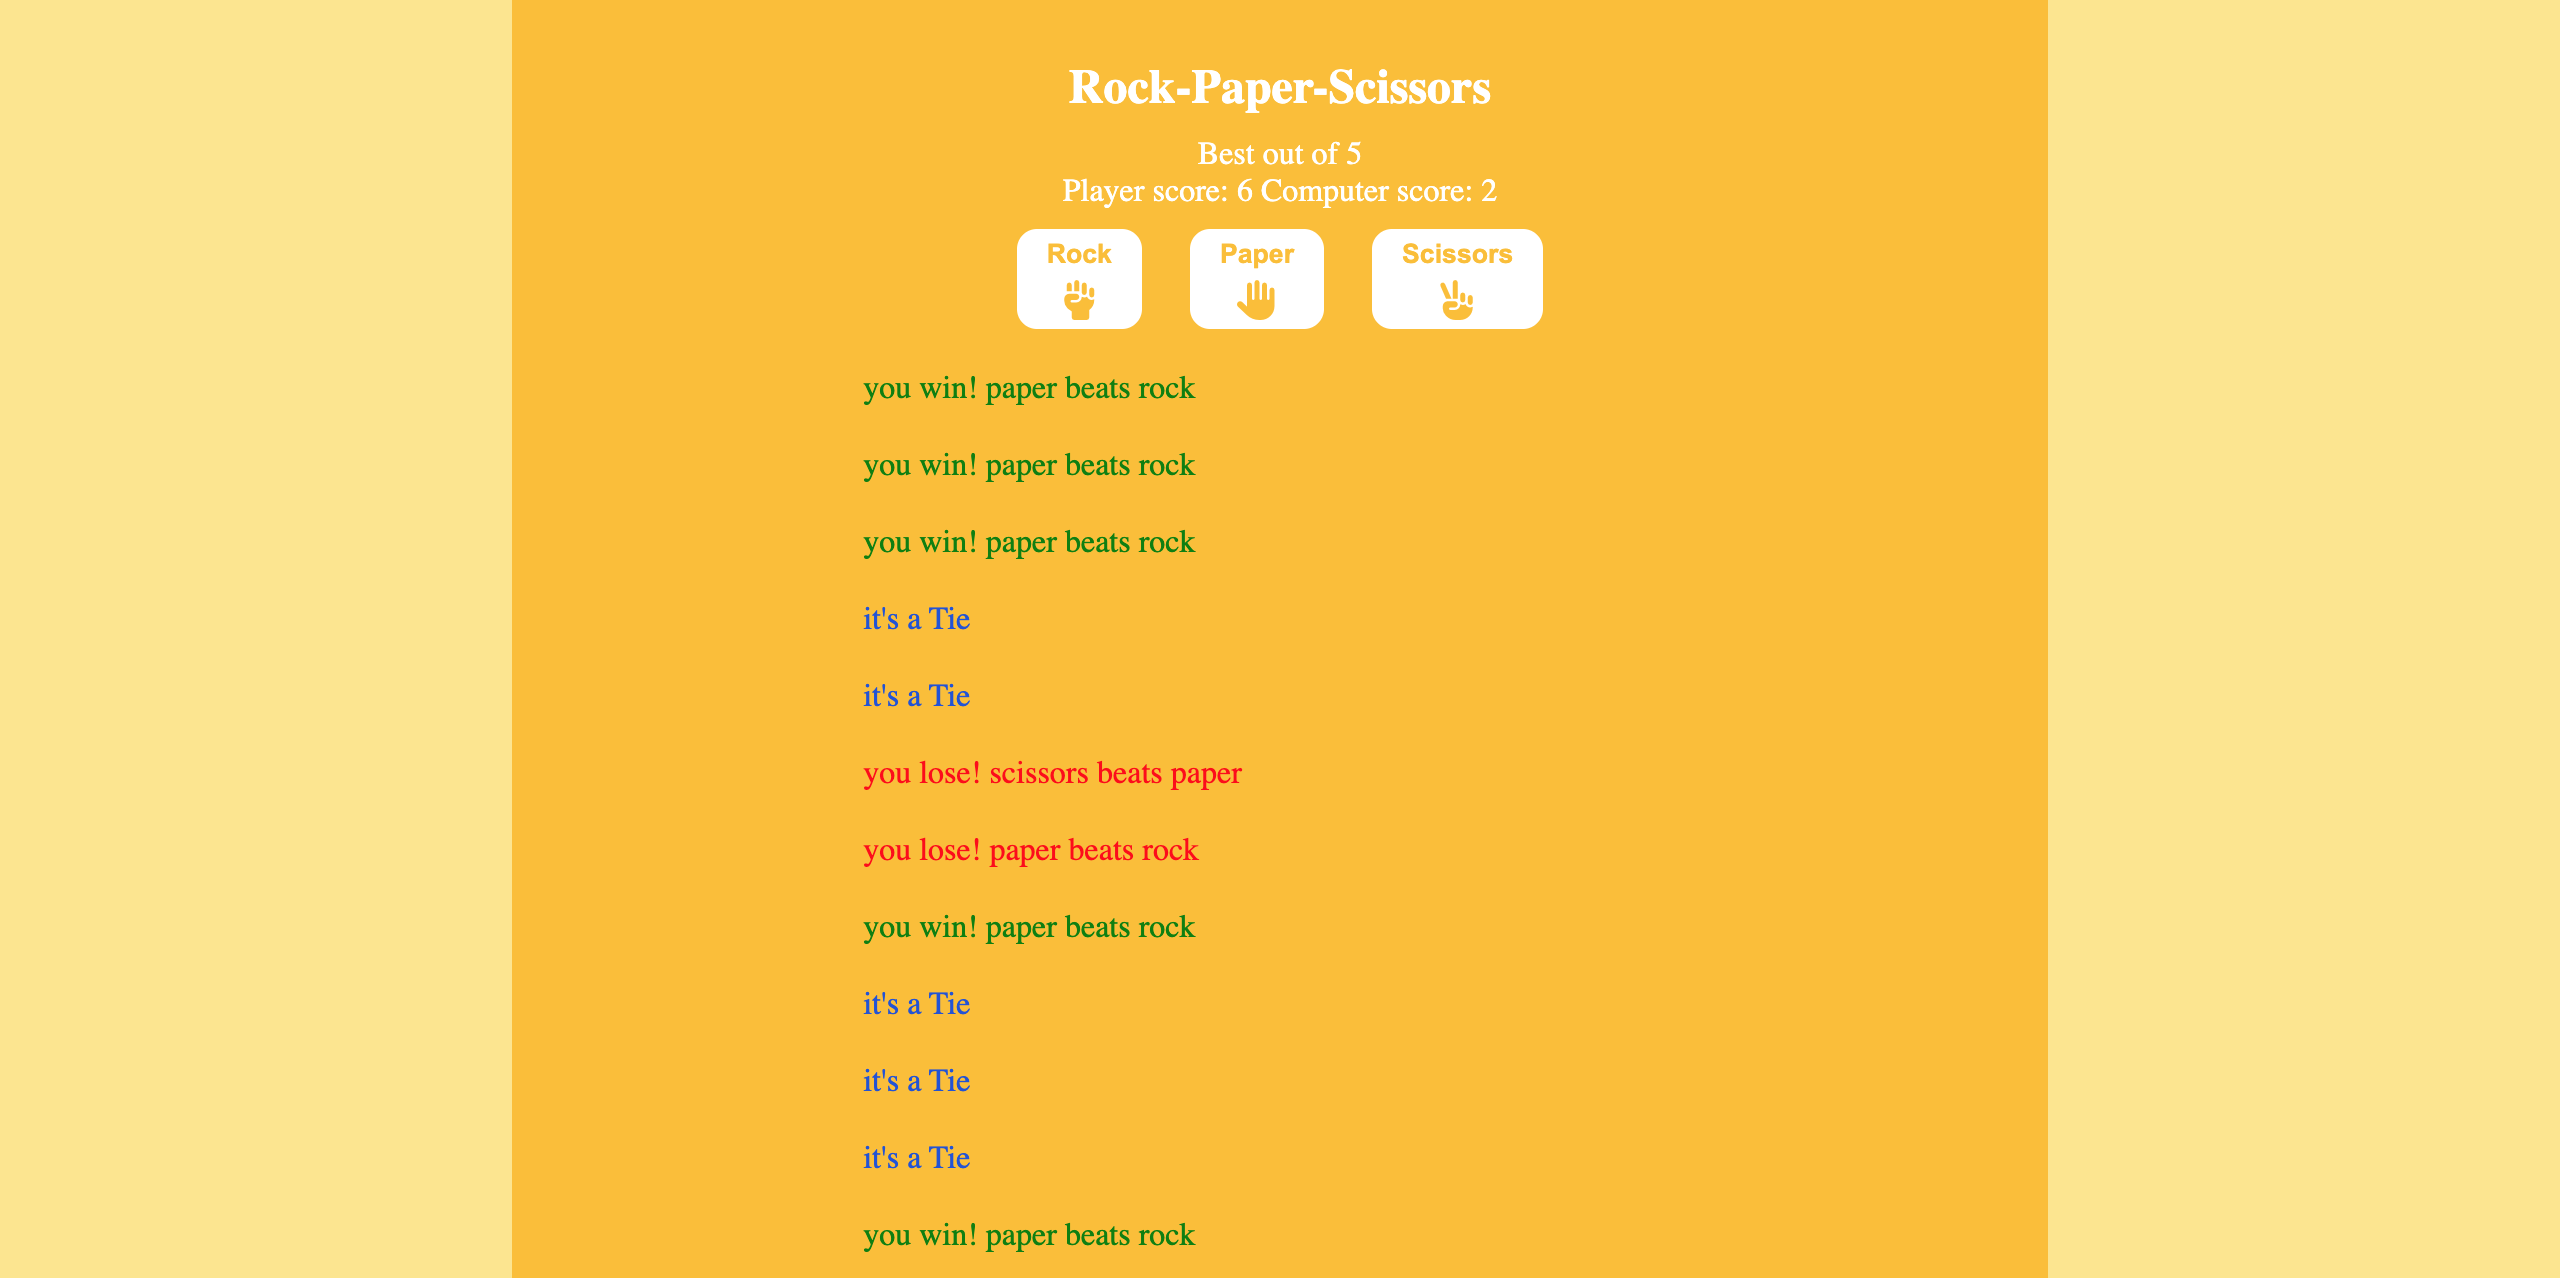 Rock-Paper-Scissors
Best out of 5
Player score: 6 Computer score: 2
Rock
Paper
Scissors
you win! paper beats rock
you win! paper beats rock
you win! paper beats rock
it's a Tie
it's a Tie
you lose! scissors beats paper
you lose! paper beats rock
you win! paper beats rock
it's a Tie
it's a Tie
it's a Tie
you win! paper beats rock